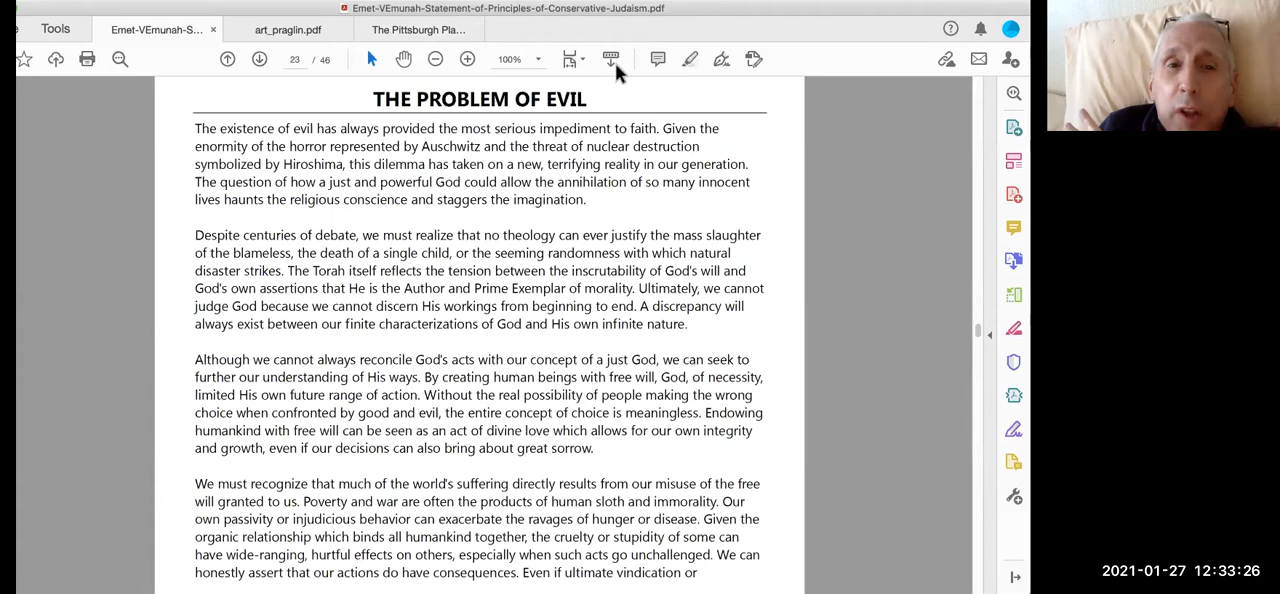 Emet-VEmunah-Statement-of-Principles-of-Conservative-Judaism.pdf
Tools
Emet-VEmunah-S... ×
art_praglin.pdf
The Pittsburgh Pla...
23 / 46
100%
THE PROBLEM OF EVIL
The existence of evil has always provided the most serious impediment to faith. Given the
enormity of the horror represented by Auschwitz and the threat of nuclear destruction
symbolized by Hiroshima, this dilemma has taken on a new, terrifying reality in our generation.
The question of how a just and powerful God could allow the annihilation of so many innocent
lives haunts the religious conscience and staggers the imagination.
Despite centuries of debate, we must realize that no theology can ever justify the mass slaughter
of the blameless, the death of a single child, or the seeming randomness with which natural
disaster strikes. The Torah itself reflects the tension between the inscrutability of God's will and
God's own assertions that He is the Author and Prime Exemplar of morality. Ultimately, we cannot
judge God because we cannot discern His workings from beginning to end. A discrepancy will
always exist between our finite characterizations of God and His own infinite nature.
Although we cannot always reconcile God's acts with our concept of a just God, we can seek to
further our understanding of His ways. By creating human beings with free will, God, of necessity,
limited His own future range of action. Without the real possibility of people making the wrong
choice when confronted by good and evil, the entire concept of choice is meaningless. Endowing
humankind with free will can be seen as an act of divine love which allows for our own integrity
and growth, even if our decisions can also bring about great sorrow.
We must recognize that much of the world's suffering directly results from our misuse of the free
will granted to us. Poverty and war are often the products of human sloth and immorality. Our
own passivity or injudicious behavior can exacerbate the ravages of hunger or disease. Given the
organic relationship which binds all humankind together, the cruelty or stupidity of some can
have wide-ranging, hurtful effects on others, especially when such acts go unchallenged. We can
honestly assert that our actions do have consequences. Even if ultimate vindication or
2021-01-27 12:33:26